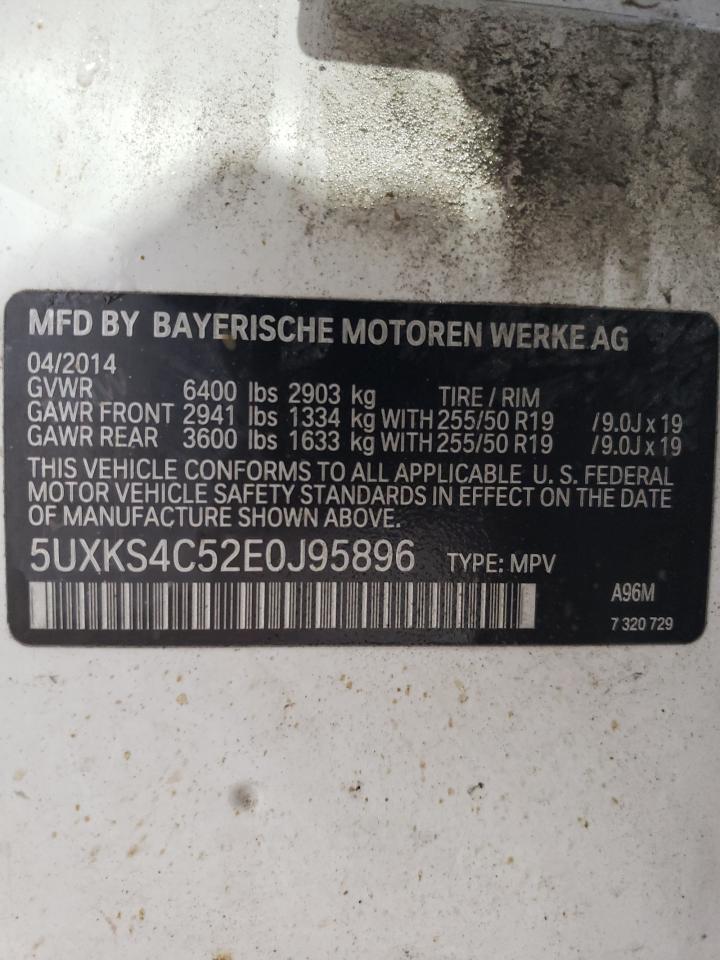 MFD BY BAYERISCHE MOTOREN WERKE AG
04/2014
GVWR 6400 lbs 2903 kg TIRE / RIM
GAWR FRONT 2941 lbs 1334 kg WITH 255/50 R19 /9.0J x 19
GAWR REAR 3600 lbs 1633 kg WITH 255/50 R19 /9.0J x 19
THIS VEHICLE CONFORMS TO ALL APPLICABLE U. S. FEDERAL
MOTOR VEHICLE SAFETY STANDARDS IN EFFECT ON THE DATE
OF MANUFACTURE SHOWN ABOVE.
5UXKS4C52E0J95896 TYPE: MPV
A96M
7 320 729